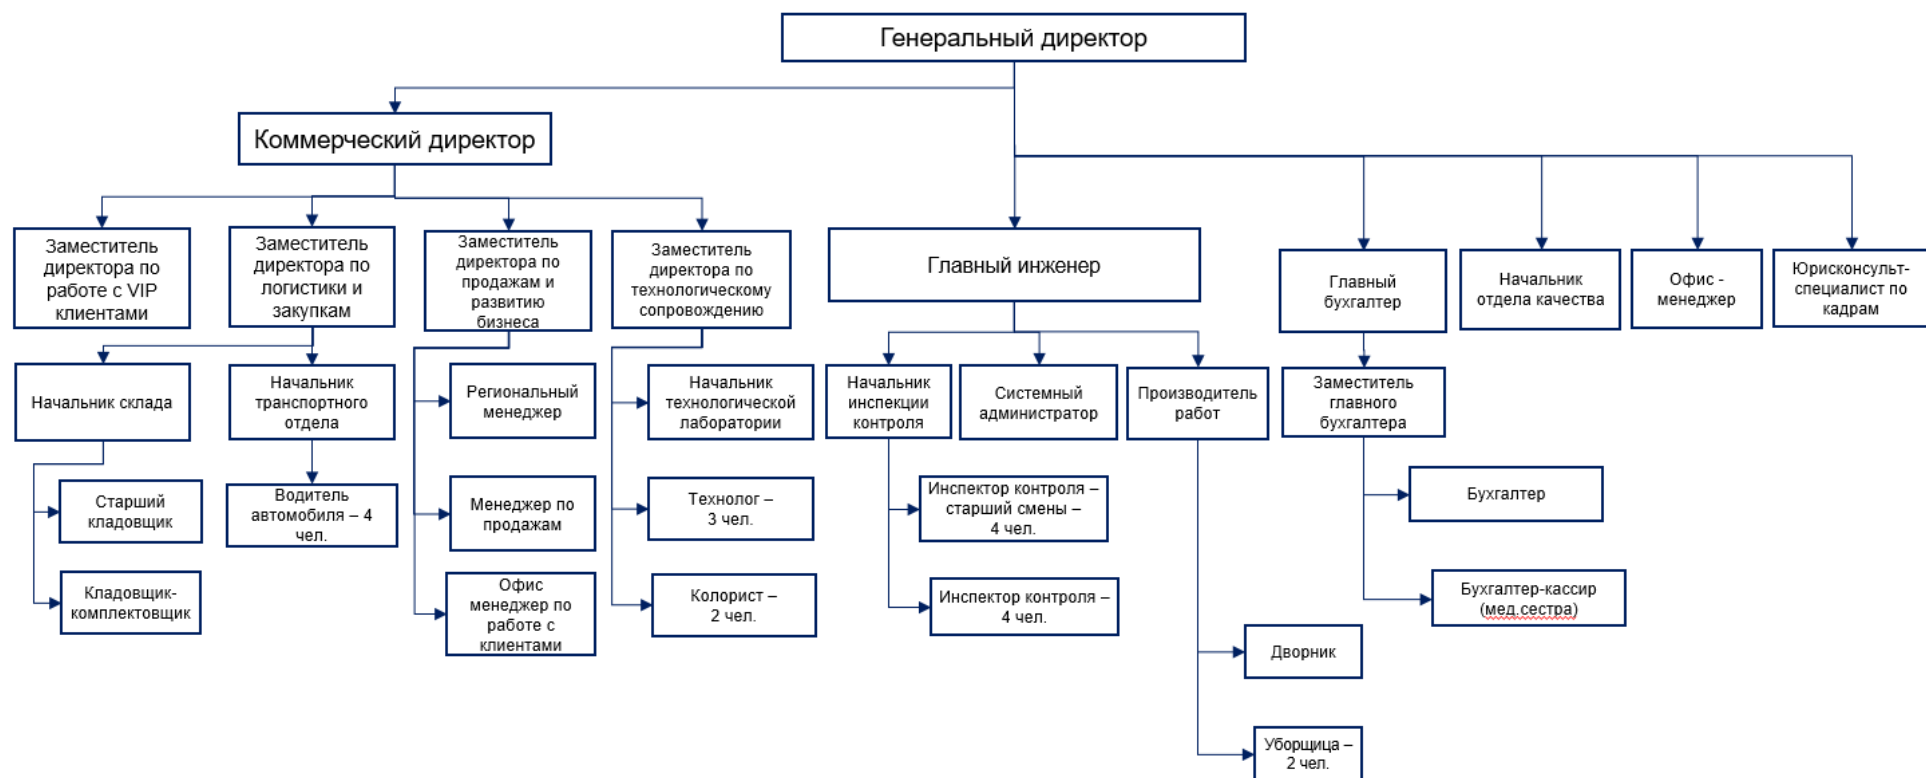 Генеральный директор
Коммерческий директор
Заместитель
директора по
работе с VIP
клиентами
Заместитель
директора по
логистики и
закупкам
Заместитель
директора по
продажам и
развитию
бизнеса
Заместитель
директора по
технологическому
сопровождению
Главный инженер
Главный
бухгалтер
Начальник
отдела качества
Офис -
менеджер
Юрисконсульт-
специалист по
кадрам
Начальник склада
Начальник
транспортного
отдела
Региональный
менеджер
Начальник
технологической
лаборатории
Начальник
инспекции
контроля
Системный
администратор
Производитель
работ
Заместитель
главного
бухгалтера
Старший
кладовщик
Водитель
автомобиля – 4
чел.
Менеджер по
продажам
Технолог –
3 чел.
Инспектор контроля –
старший смены –
4 чел.
Бухгалтер
Кладовщик-
комплектовщик
Офис
менеджер по
работе с
клиентами
Колорист –
2 чел.
Инспектор контроля –
4 чел.
Бухгалтер-кассир
(мед.сестра)
Дворник
Уборщица –
2 чел.